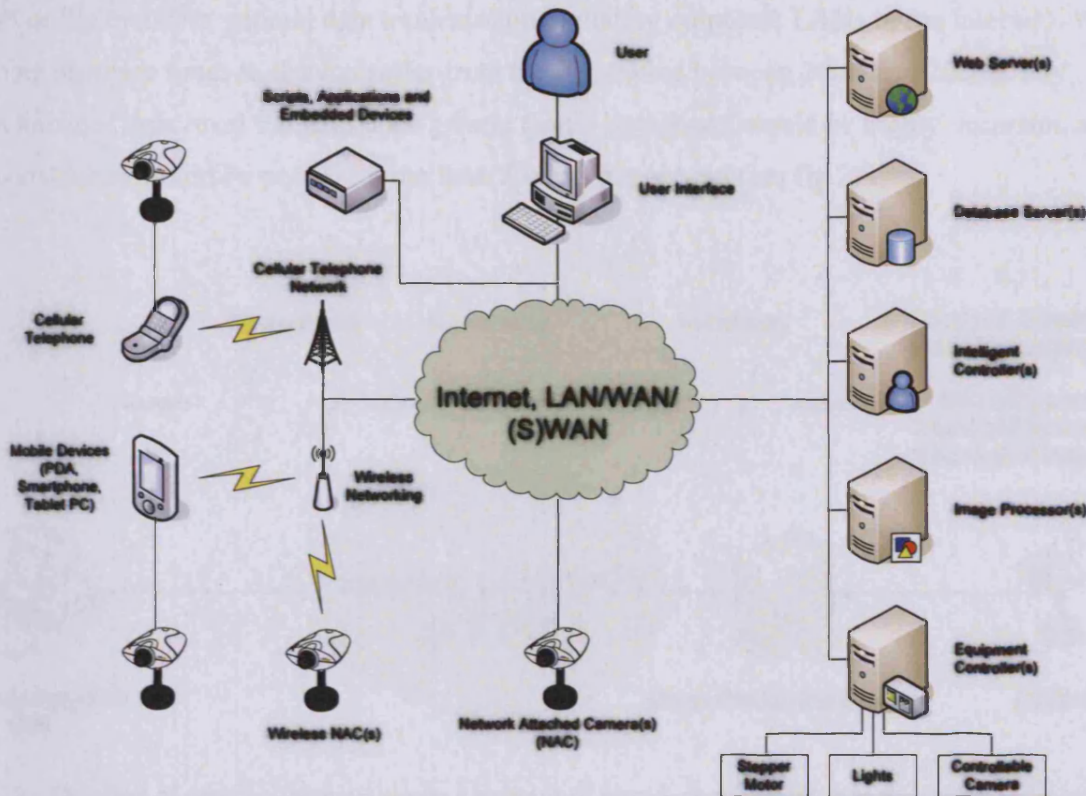 User
Web Server(s)
Scripts, Applications and
Embedded Devices
User Interface
Database Server(s)
Cellular Telephone
Network
Cellular
Telephone
Intelligent
Controller(s)
Internet, LAN/WAN/
(S)WAN
Mobile Devices
(PDA,
Smartphone,
Tablet PC)
Wireless
Networking
Image Processor(s)
Equipment
Controller(s)
Wireless NAC(s)
Network Attached Camera(s)
(NAC)
Stepper
Motor
Lights
Controllable
Camera